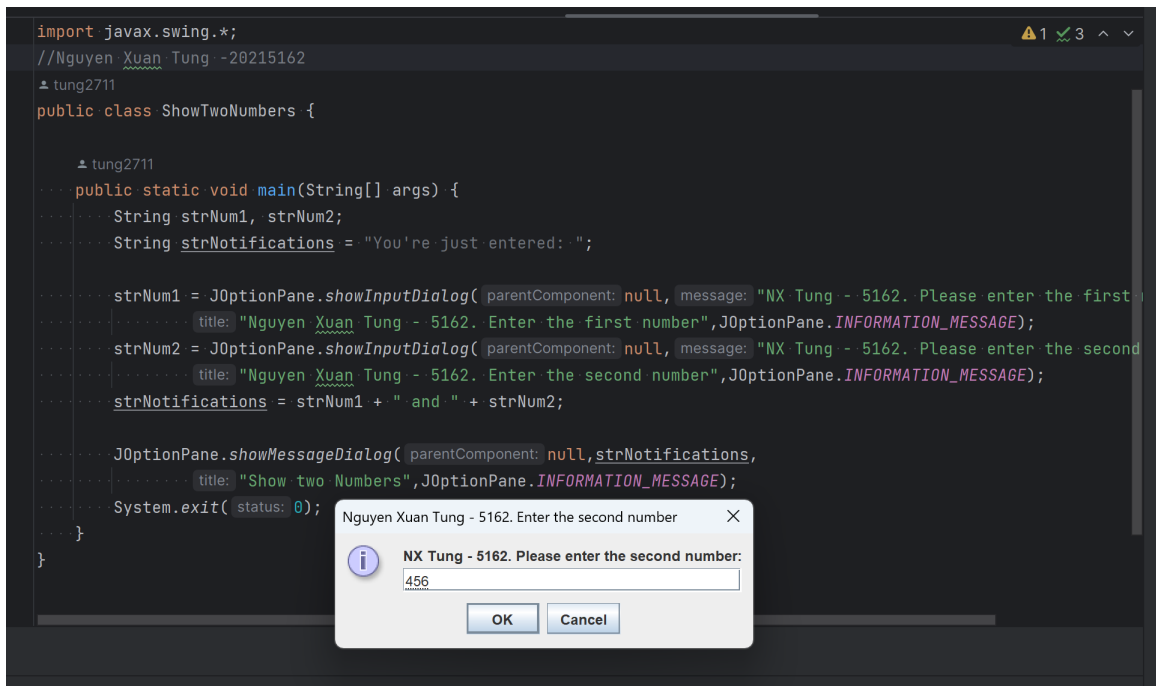 import javax.swing.*;
1 3
//Nguyen Xuan Tung -20215162
tung2711
public class ShowTwoNumbers {
tung2711
public static void main(String[] args) {
String strNum1, strNum2;
String strNotifications = "You're just entered: ";
strNum1 = JOptionPane.showInputDialog( parentComponent: null, message: "NX Tung - 5162. Please enter the first
title: "Nguyen Xuan Tung - 5162. Enter the first number",JOptionPane.INFORMATION_MESSAGE);
strNum2 = JOptionPane.showInputDialog( parentComponent: null, message: "NX Tung - 5162. Please enter the second
title: "Nguyen Xuan Tung - 5162. Enter the second number",JOptionPane.INFORMATION_MESSAGE);
strNotifications = strNum1 + " and " + strNum2;
JOptionPane.showMessageDialog( parentComponent: null,strNotifications,
title: "Show two Numbers",JOptionPane.INFORMATION_MESSAGE);
System.exit( status: 0);
}
}
Nguyen Xuan Tung - 5162. Enter the second number
NX Tung - 5162. Please enter the second number:
456
OK Cancel